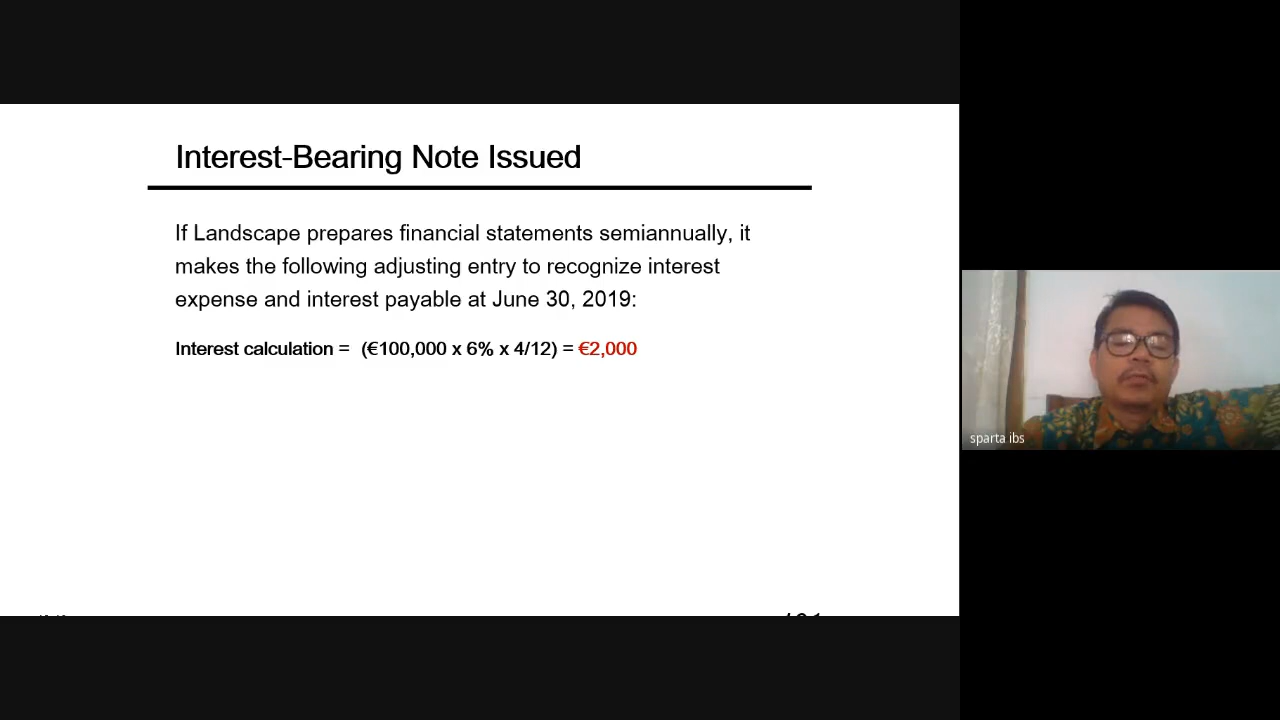 Interest-Bearing Note Issued
If Landscape prepares financial statements semiannually, it
makes the following adjusting entry to recognize interest
expense and interest payable at June 30, 2019:
Interest calculation = (€100,000 x 6% x 4/12) = €2,000
sparta ibs